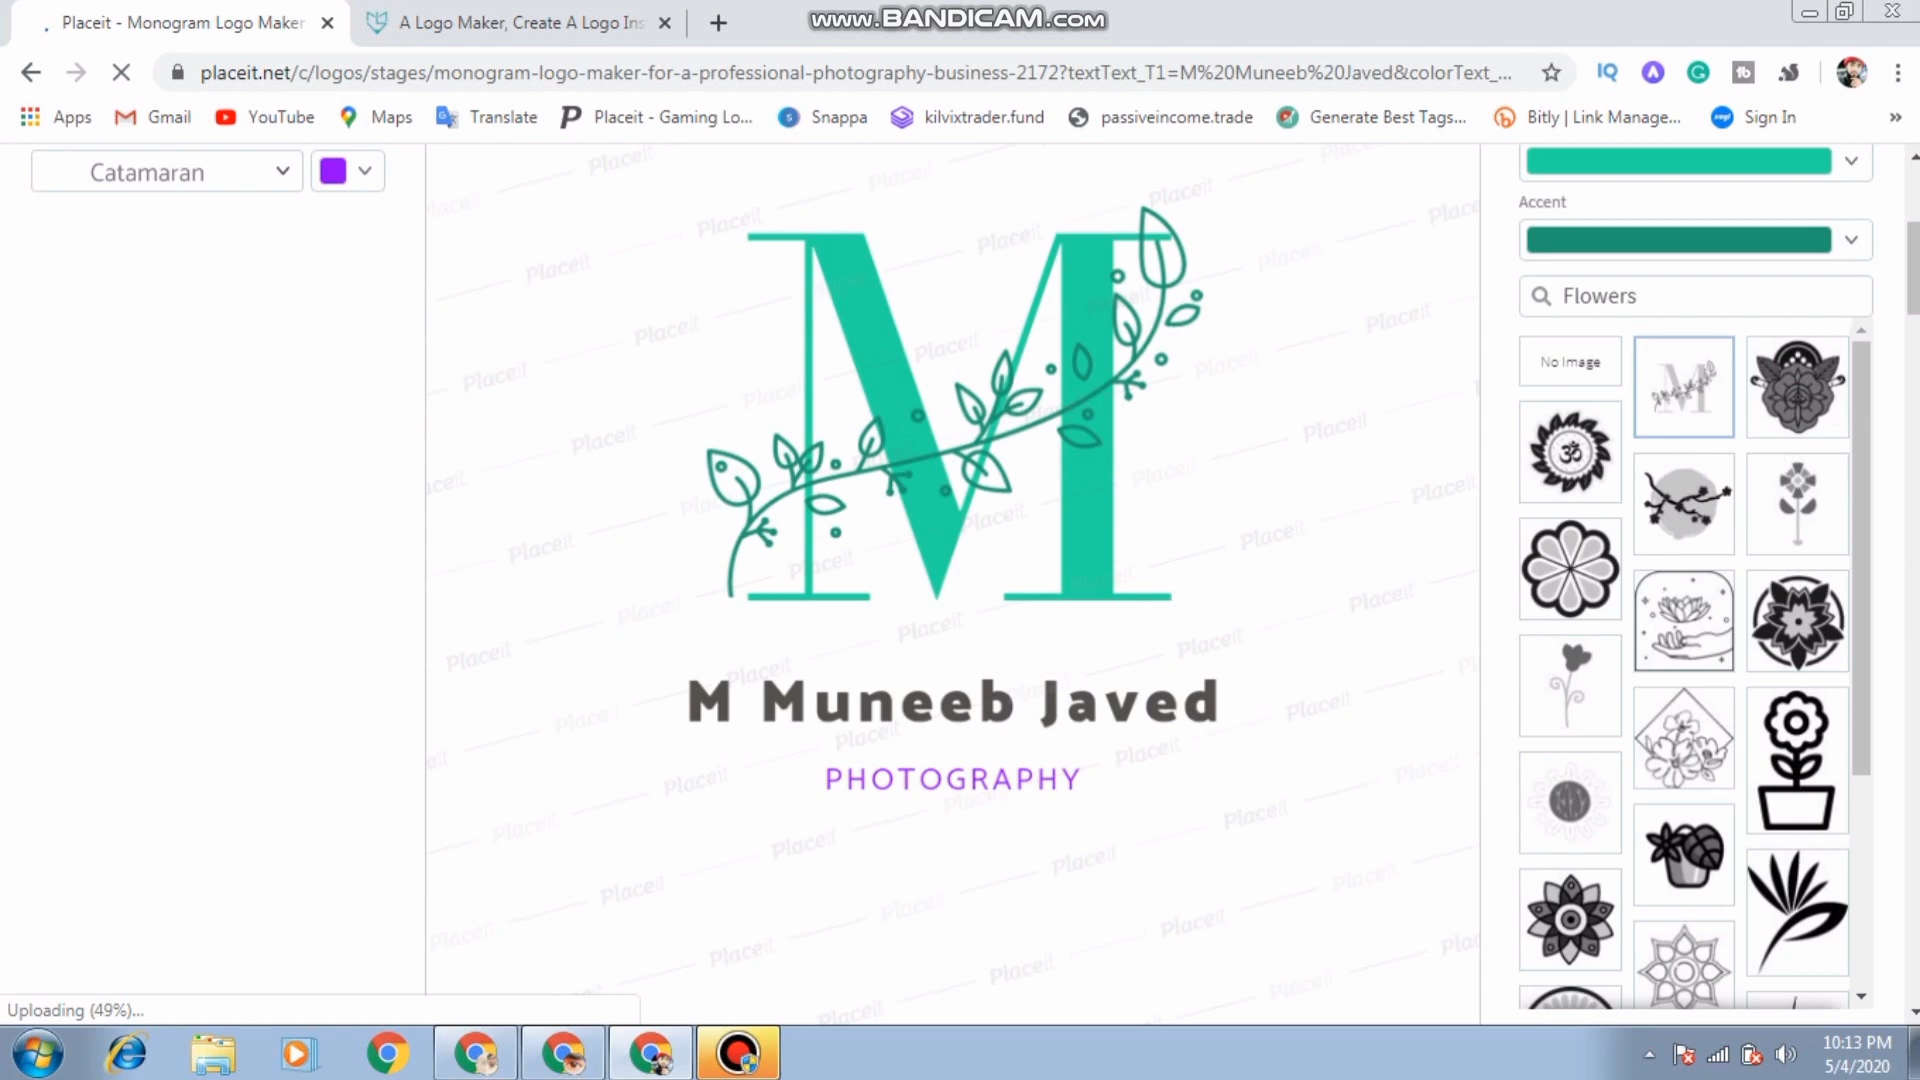 Placeit - Monogram Logo Maker
A Logo Maker, Create A Logo Ins
www.BANDICAM.com
placeit.net/c/logos/stages/monogram-logo-maker-for-a-professional-photography-business-2172?textText_T1=M%20Muneeb%20Javed&colorText_...
Apps
Gmail
YouTube
Maps
Translate
Placeit - Gaming Lo...
Snappa
kilvixtrader.fund
passiveincome.trade
Generate Best Tags...
Bitly | Link Manage...
Sign In
Catamaran
Accent
Flowers
No Image
M
M Muneeb Javed
PHOTOGRAPHY
Placeit
Uploading (49%)...
10:13 PM
5/4/2020